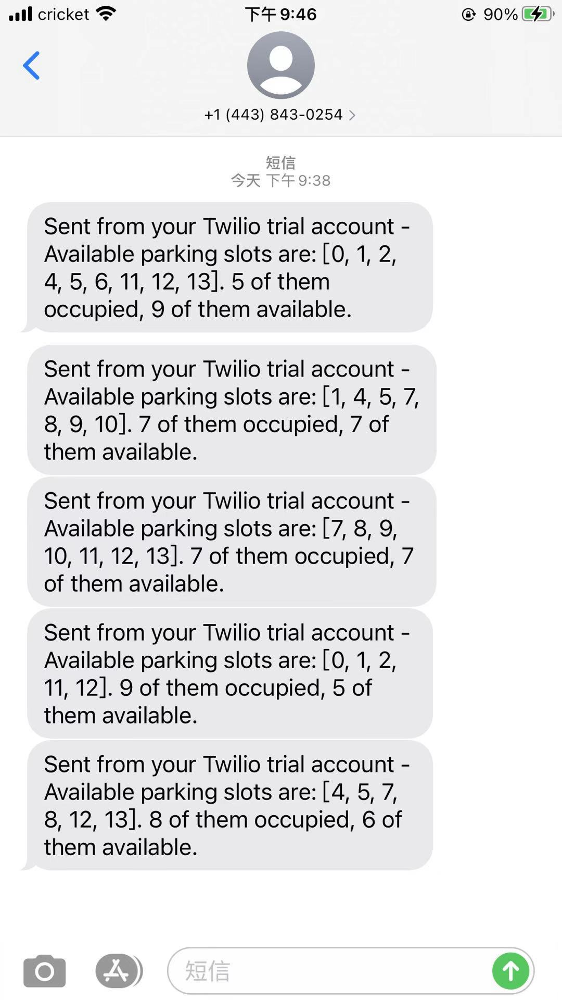 cricket 下午 9:46 90%
+1 (443) 843-0254
短信
今天 下午 9:38
Sent from your Twilio trial account -
Available parking slots are: [0, 1, 2,
4, 5, 6, 11, 12, 13]. 5 of them
occupied, 9 of them available.
Sent from your Twilio trial account -
Available parking slots are: [1, 4, 5, 7,
8, 9, 10]. 7 of them occupied, 7 of
them available.
Sent from your Twilio trial account -
Available parking slots are: [7, 8, 9,
10, 11, 12, 13]. 7 of them occupied, 7
of them available.
Sent from your Twilio trial account -
Available parking slots are: [0, 1, 2,
11, 12]. 9 of them occupied, 5 of
them available.
Sent from your Twilio trial account -
Available parking slots are: [4, 5, 7,
8, 12, 13]. 8 of them occupied, 6 of
them available.
短信